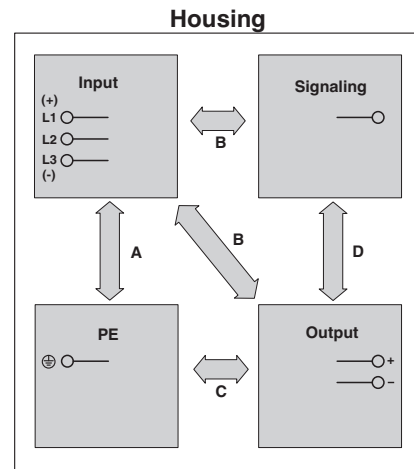 Housing
Input
(+)
L1
L2
L3
(-)
B
Signaling
A
B
D
PE
C
Output
+
–